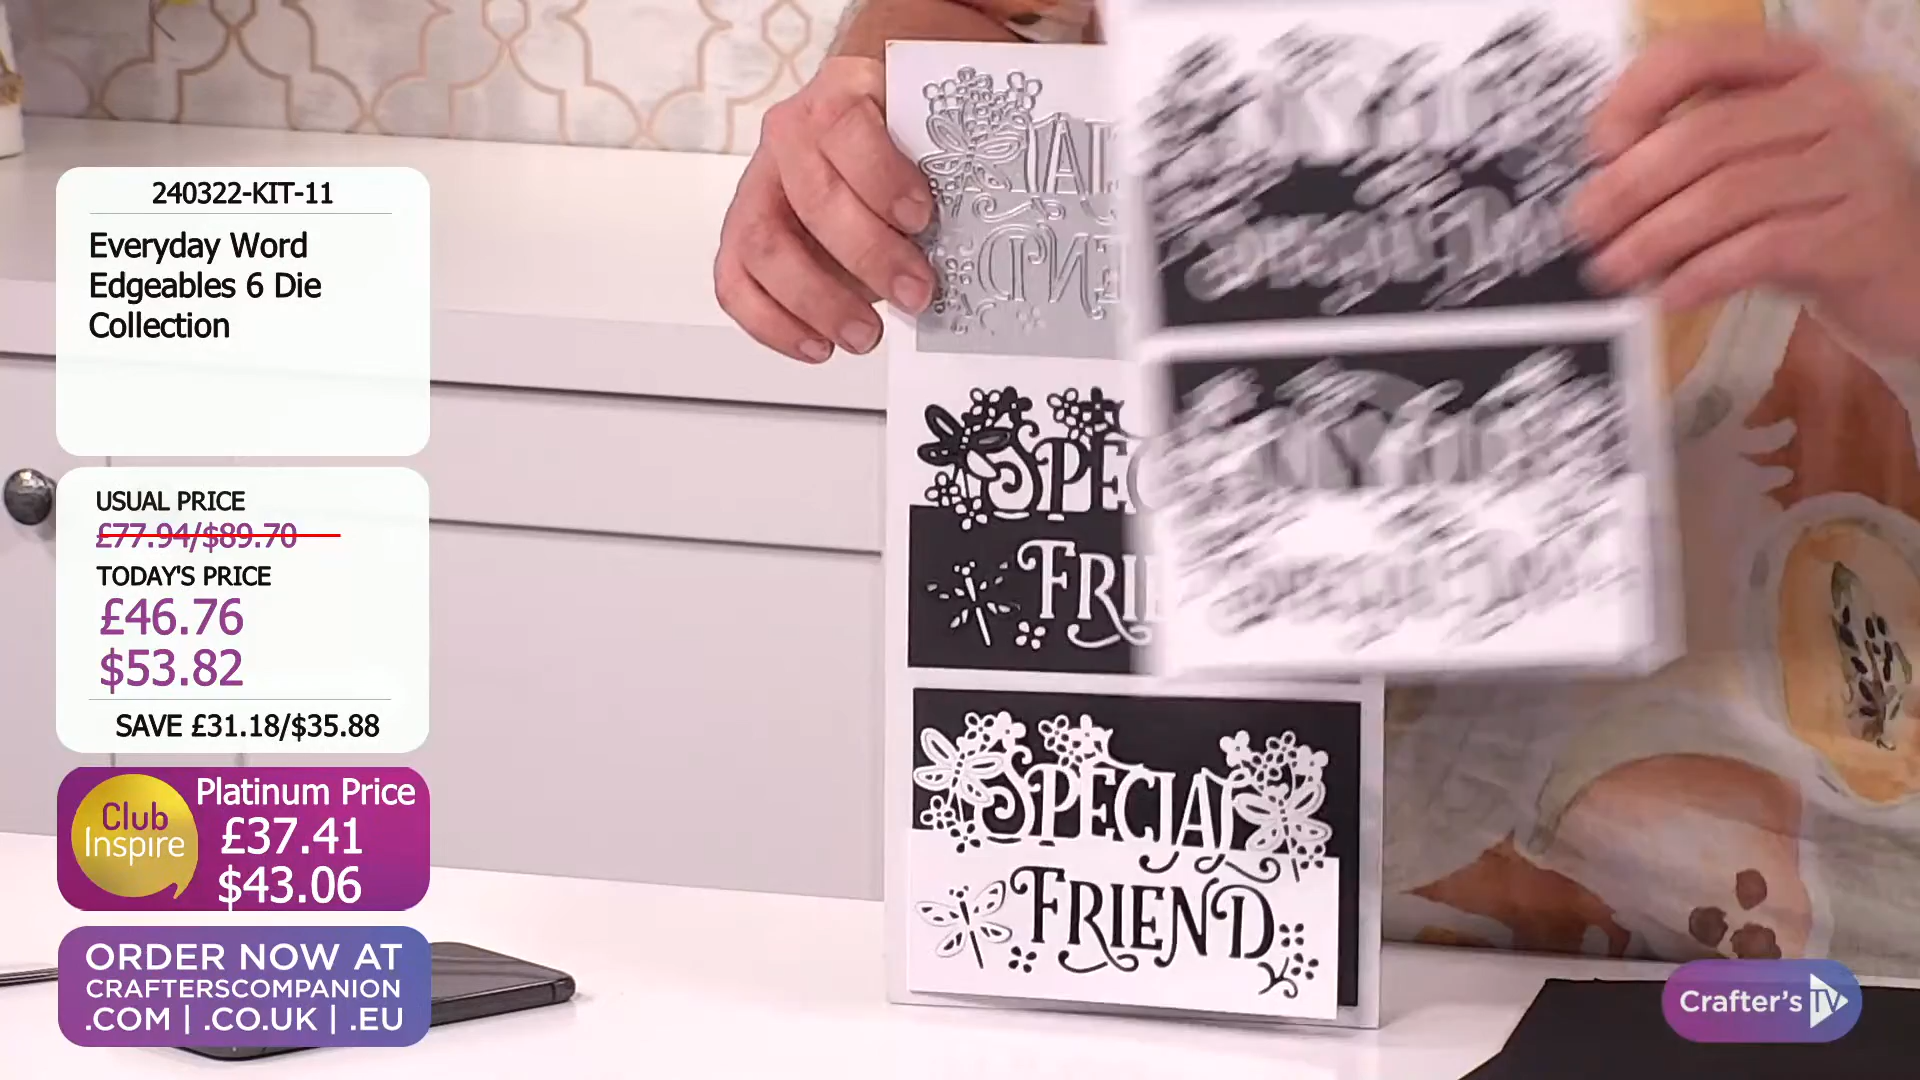 240322-KIT-11
Everyday Word
Edgeables 6 Die
Collection
USUAL PRICE
£77.94/$89.70
TODAY'S PRICE
£46.76
$53.82
SAVE £31.18/$35.88
Club
Inspire
Platinum Price
£37.41
$43.06
ORDER NOW AT
CRAFTERSCOMPANION
.COM | .CO.UK | .EU
SPECIAL
FRIEND
Crafter's TV